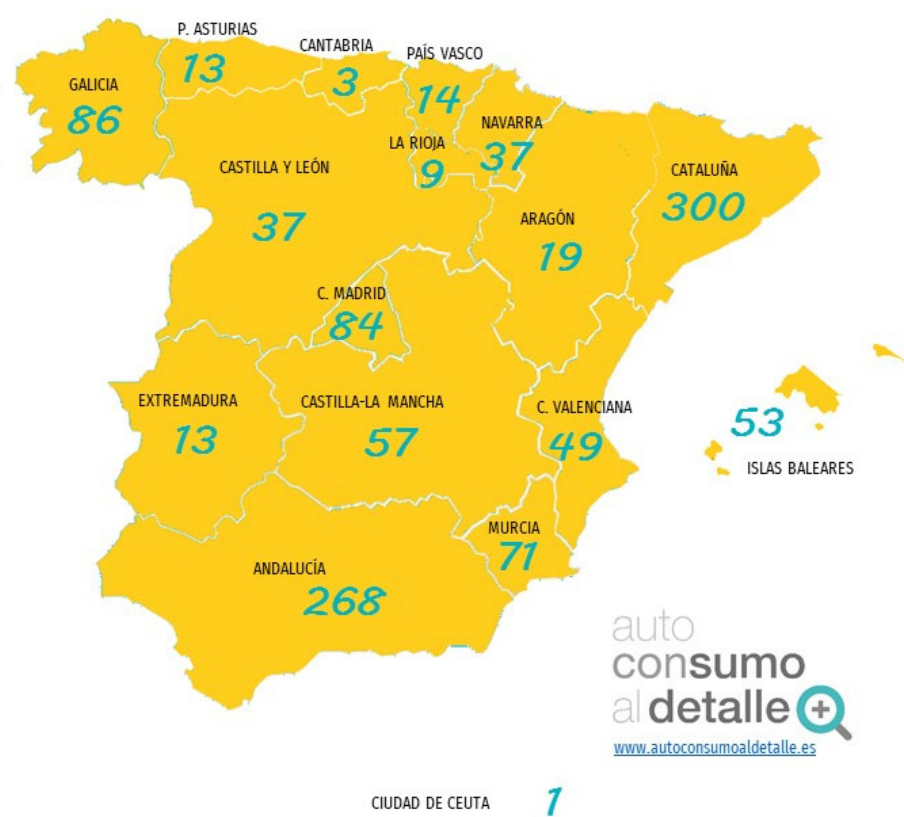 P. ASTURIAS
13
CANTABRIA
3
PAÍS VASCO
14
GALICIA
86
NAVARRA
37
LA RIOJA
9
CASTILLA Y LEÓN
37
CATALUÑA
300
ARAGÓN
19
C. MADRID
84
EXTREMADURA
13
CASTILLA-LA MANCHA
57
C. VALENCIANA
49
53
ISLAS BALEARES
MURCIA
71
ANDALUCÍA
268
auto
consumo
al detalle
www.autoconsumoaldetalle.es
CIUDAD DE CEUTA 1